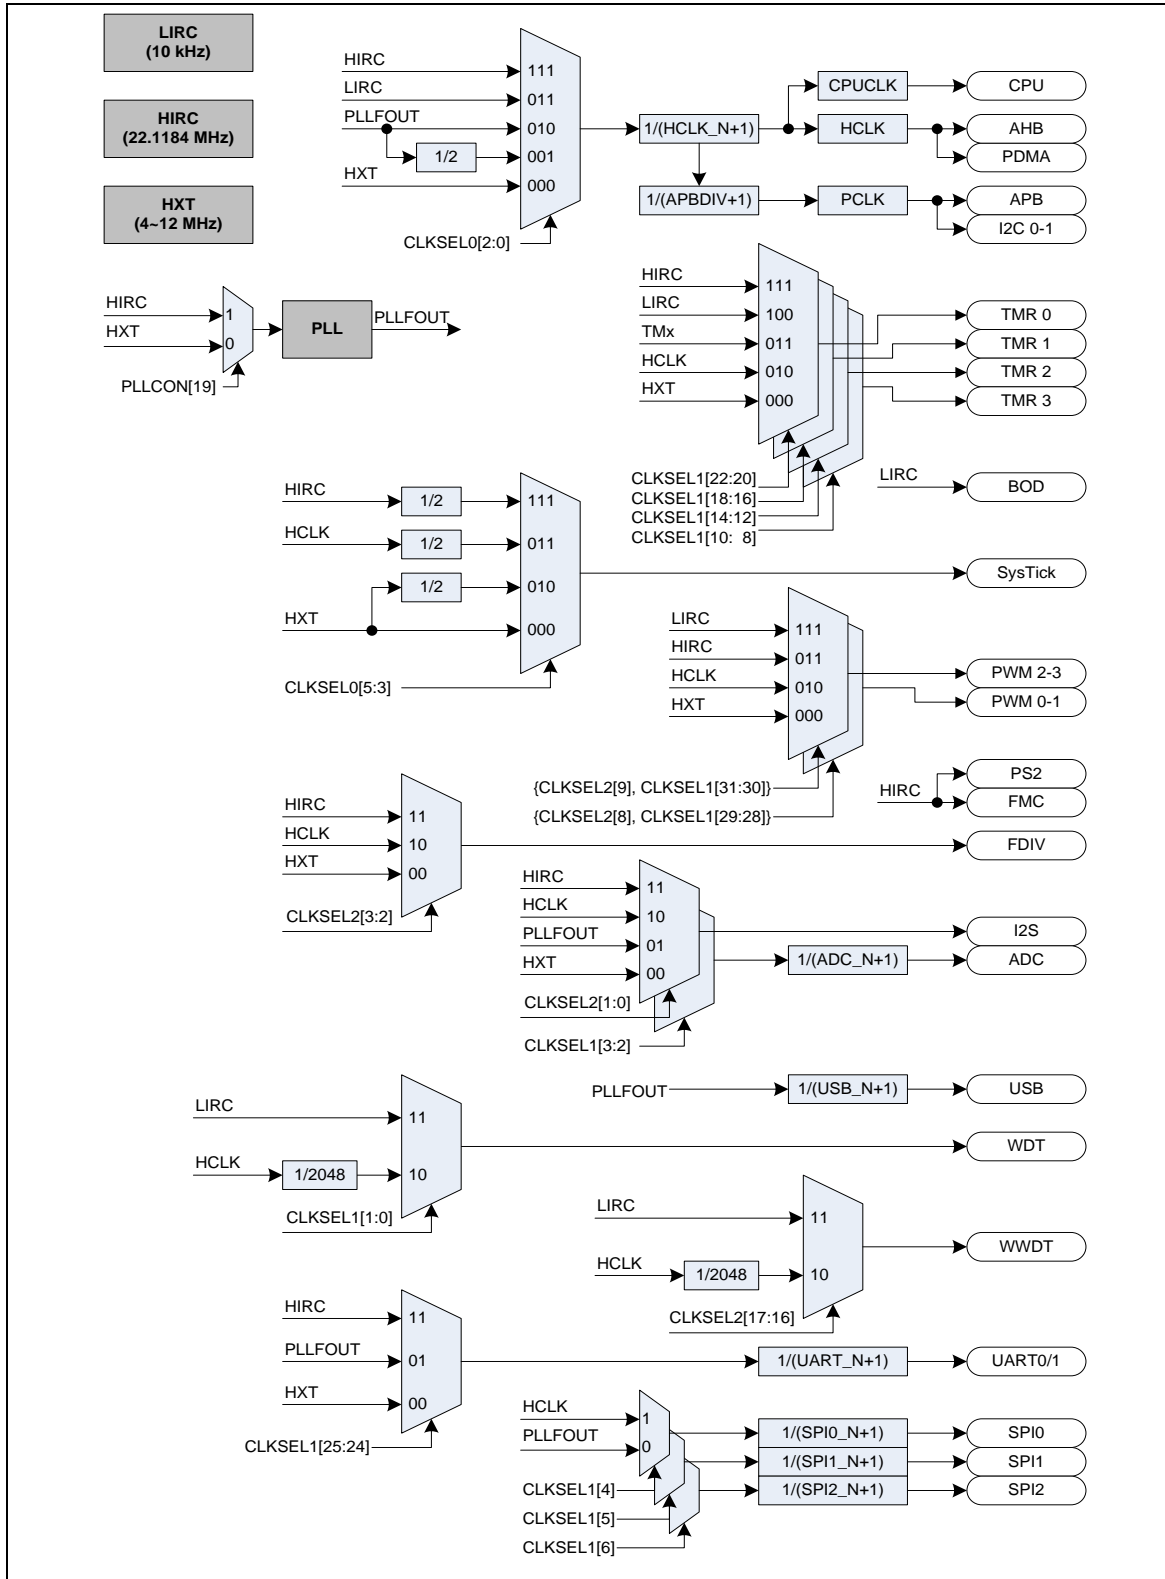 LIRC
(10 kHz)
HIRC
(22.1184 MHz)
HXT
(4~12 MHz)
HIRC
LIRC
PLLFOUT
HXT
1/2
111
011
010
001
000
CLKSEL0[2:0]
1/(HCLK_N+1)
1/(APBDIV+1)
CPUCLK
HCLK
PCLK
CPU
AHB
PDMA
APB
I2C 0-1
HIRC
HXT
1
0
PLLCON[19]
PLL
PLLFOUT
HIRC
LIRC
TMx
HCLK
HXT
111
100
011
010
000
CLKSEL1[22:20]
CLKSEL1[18:16]
CLKSEL1[14:12]
CLKSEL1[10: 8]
TMR 0
TMR 1
TMR 2
TMR 3
LIRC
BOD
HIRC
HCLK
HXT
1/2
1/2
1/2
111
011
010
000
CLKSEL0[5:3]
SysTick
LIRC
HIRC
HCLK
HXT
111
011
010
000
{CLKSEL2[9], CLKSEL1[31:30]}
{CLKSEL2[8], CLKSEL1[29:28]}
PWM 2-3
PWM 0-1
HIRC
PS2
FMC
HIRC
HCLK
HXT
11
10
00
CLKSEL2[3:2]
FDIV
HIRC
HCLK
PLLFOUT
HXT
11
10
01
00
CLKSEL2[1:0]
CLKSEL1[3:2]
1/(ADC_N+1)
I2S
ADC
PLLFOUT
1/(USB_N+1)
USB
LIRC
HCLK
1/2048
11
10
CLKSEL1[1:0]
WDT
LIRC
HCLK
1/2048
11
10
CLKSEL2[17:16]
WWDT
HIRC
PLLFOUT
HXT
11
01
00
CLKSEL1[25:24]
1/(UART_N+1)
UART0/1
HCLK
PLLFOUT
1
0
CLKSEL1[4]
CLKSEL1[5]
CLKSEL1[6]
1/(SPI0_N+1)
1/(SPI1_N+1)
1/(SPI2_N+1)
SPI0
SPI1
SPI2